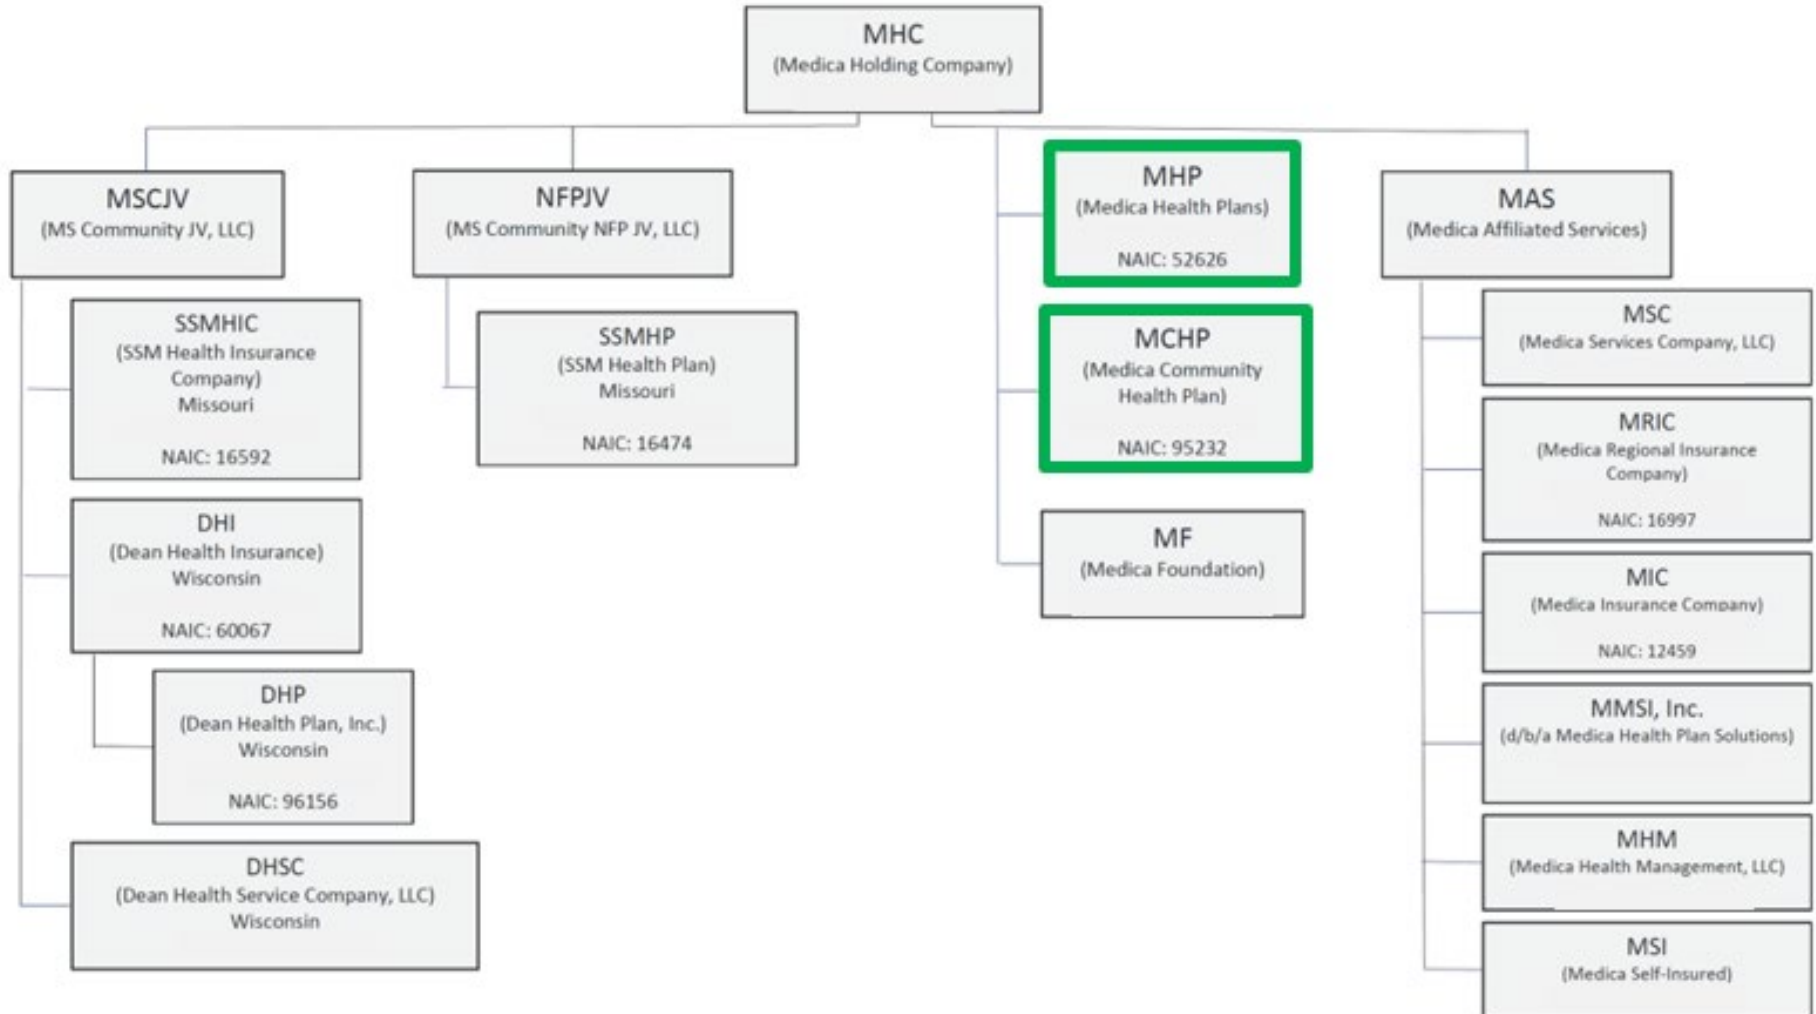 MHC
(Medica Holding Company)
MSCJV
(MS Community JV, LLC)
SSMHIC
(SSM Health Insurance
Company)
Missouri
NAIC: 16592
DHI
(Dean Health Insurance)
Wisconsin
NAIC: 60067
DHP
(Dean Health Plan, Inc.)
Wisconsin
NAIC: 96156
DHSC
(Dean Health Service Company, LLC)
Wisconsin
NFPJV
(MS Community NFP JV, LLC)
SSMHP
(SSM Health Plan)
Missouri
NAIC: 16474
MHP
(Medica Health Plans)
NAIC: 52626
MCHP
(Medica Community
Health Plan)
NAIC: 95232
MF
(Medica Foundation)
MAS
(Medica Affiliated Services)
MSC
(Medica Services Company, LLC)
MRIC
(Medica Regional Insurance
Company)
NAIC: 16997
MIC
(Medica Insurance Company)
NAIC: 12459
MMSI, Inc.
(d/b/a Medica Health Plan Solutions)
MHM
(Medica Health Management, LLC)
MSI
(Medica Self-Insured)